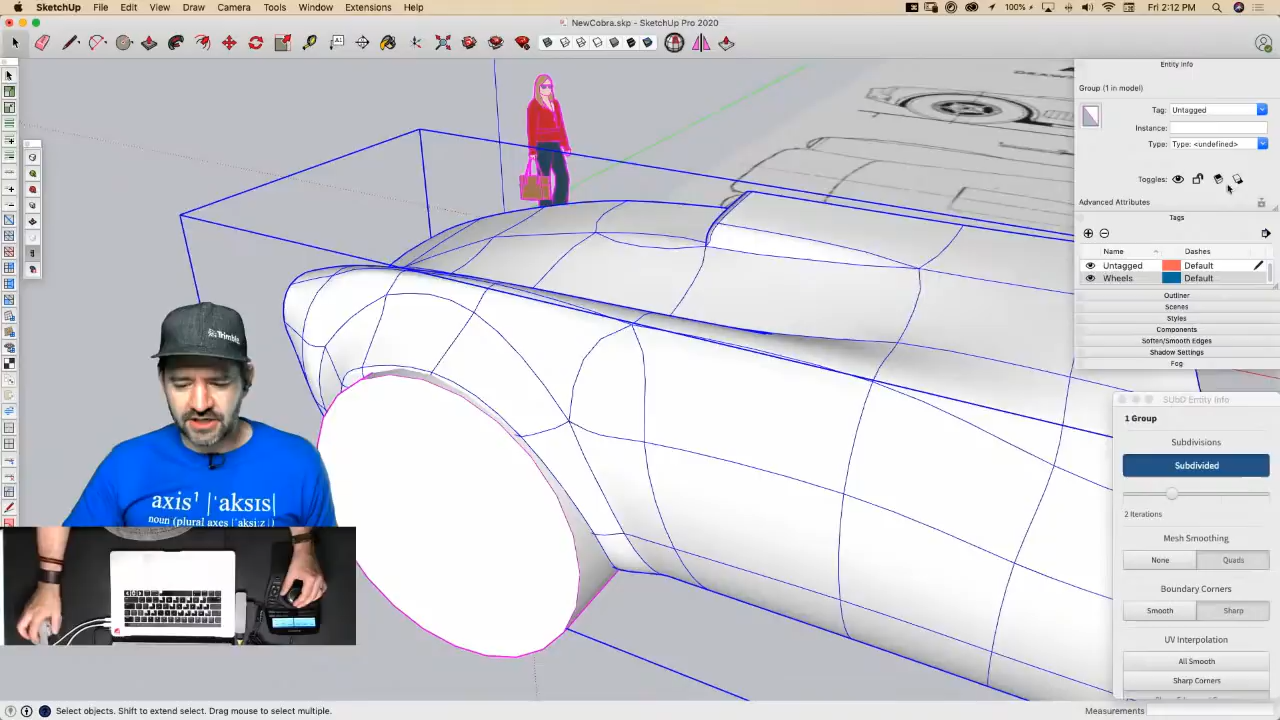 SketchUp File Edit View Draw Camera Tools Window Subdivision Extensions Help
100% Fri 2:12 PM
NewCobra.skp - SketchUp Pro 2020
Entity Info
Group (1 in model)
Tag: Untagged
Instance:
Type: Type: <undefined>
Toggles:
Advanced Attributes
Tags
Name Dashes
Untagged Default
Wheels Default
Outliner
Scenes
Styles
Components
Soften/Smooth Edges
Shadow Settings
Fog
SUbD Entity Info
1 Group
Subdivisions
Subdivided
2 Iterations
Mesh Smoothing
None Quads
Boundary Corners
Smooth Sharp
UV Interpolation
All Smooth
Sharp Corners
Trimble
axis¹ |ˈaksɪs|
noun (plural axes |ˈakˌsiːz|)
Select objects. Shift to extend select. Drag mouse to select multiple.
Measurements